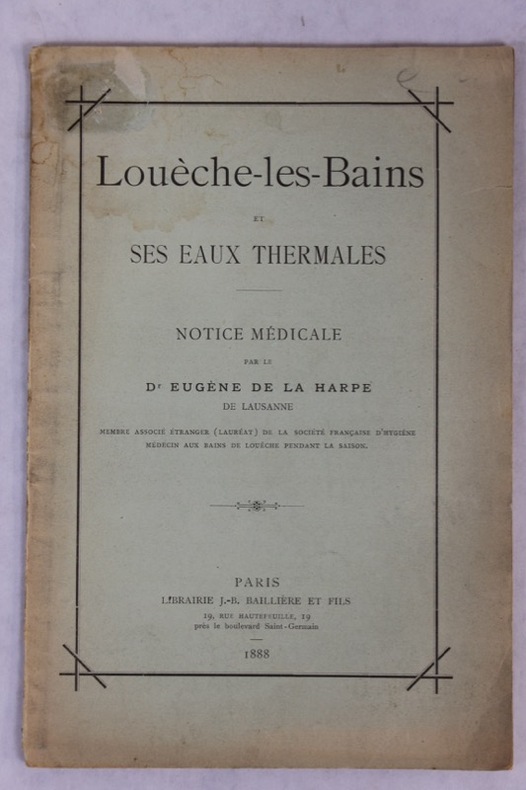 Louèche-les-Bains
ET
SES EAUX THERMALES
NOTICE MÉDICALE
PAR LE
Dr EUGÈNE DE LA HARPE
DE LAUSANNE
MEMBRE ASSOCIÉ ÉTRANGER (LAURÉAT) DE LA SOCIÉTÉ FRANÇAISE D'HYGIÈNE
MÉDECIN AUX BAINS DE LOUÈCHE PENDANT LA SAISON.
PARIS
LIBRAIRIE J.-B. BAILLIÈRE ET FILS
19, RUE HAUTEFEUILLE, 19
près le boulevard Saint-Germain
1888